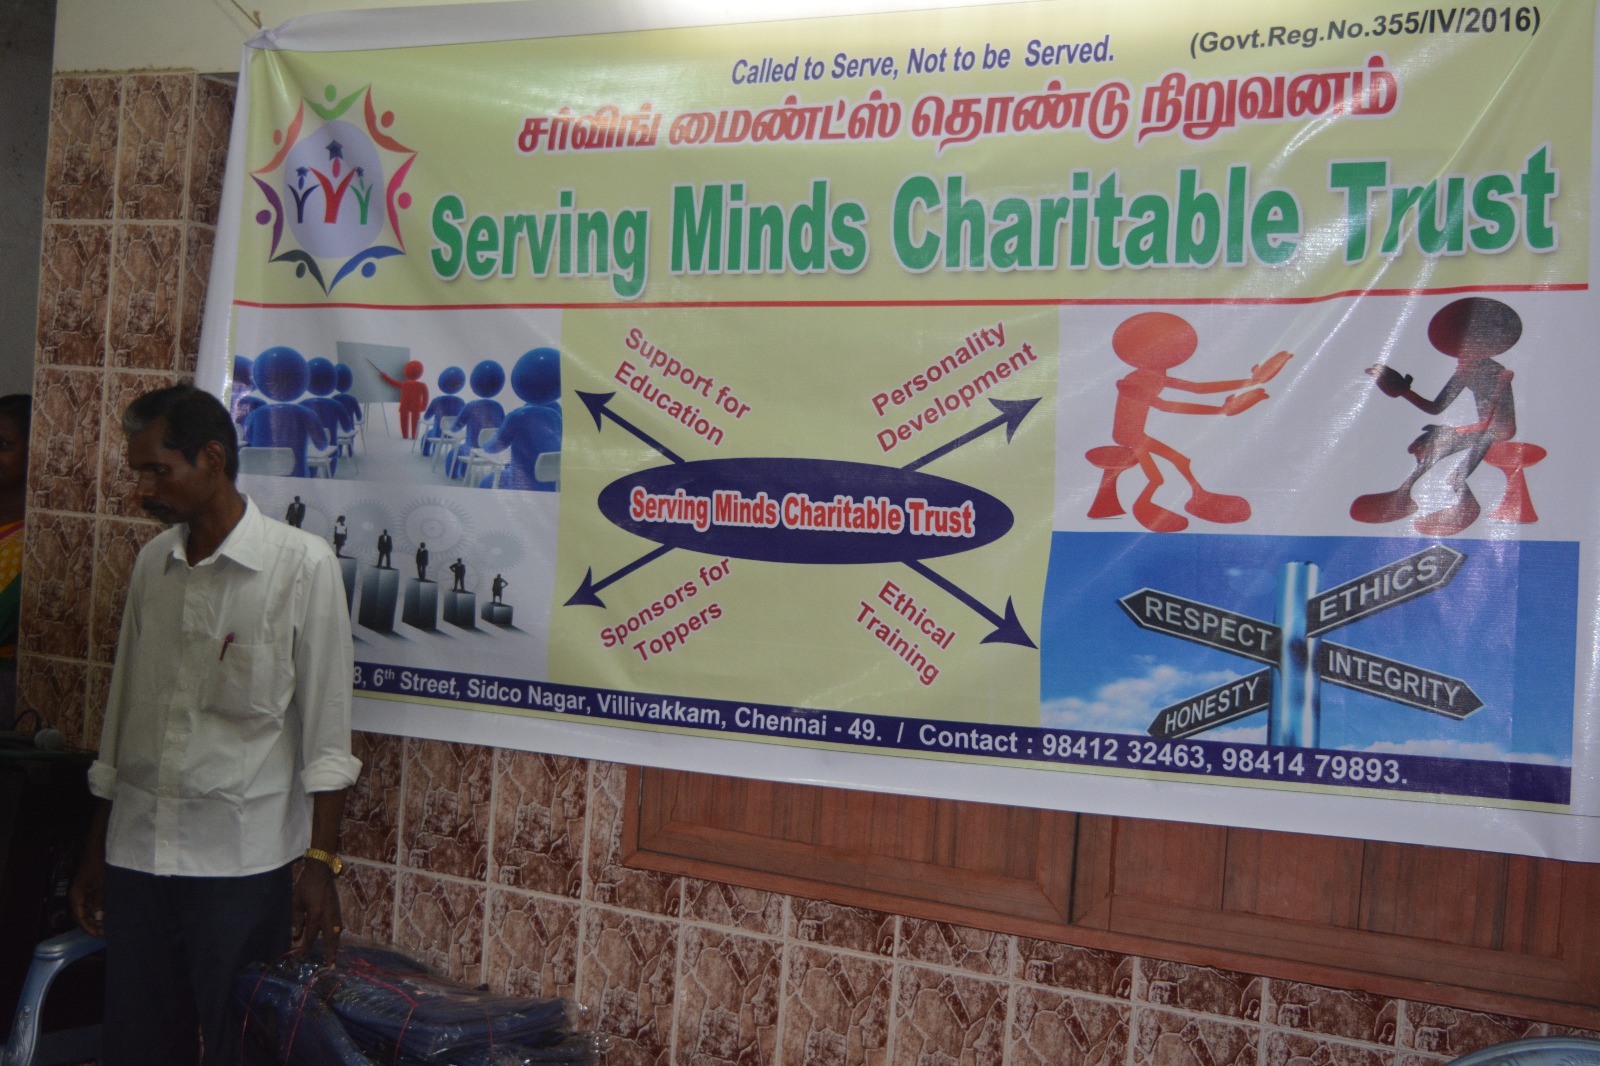 (Govt.Reg.No.355/IV/2016)
Called to Serve, Not to be Served.
சர்விங் மைண்ட்ஸ் தொண்டு நிறுவனம்
Serving Minds Charitable Trust
Support for
Education
Personality
Development
Serving Minds Charitable Trust
Sponsors for
Toppers
Ethical
Training
RESPECT
ETHICS
INTEGRITY
HONESTY
8, 6th Street, Sidco Nagar, Villivakkam, Chennai - 49. / Contact : 98412 32463, 98414 79893.